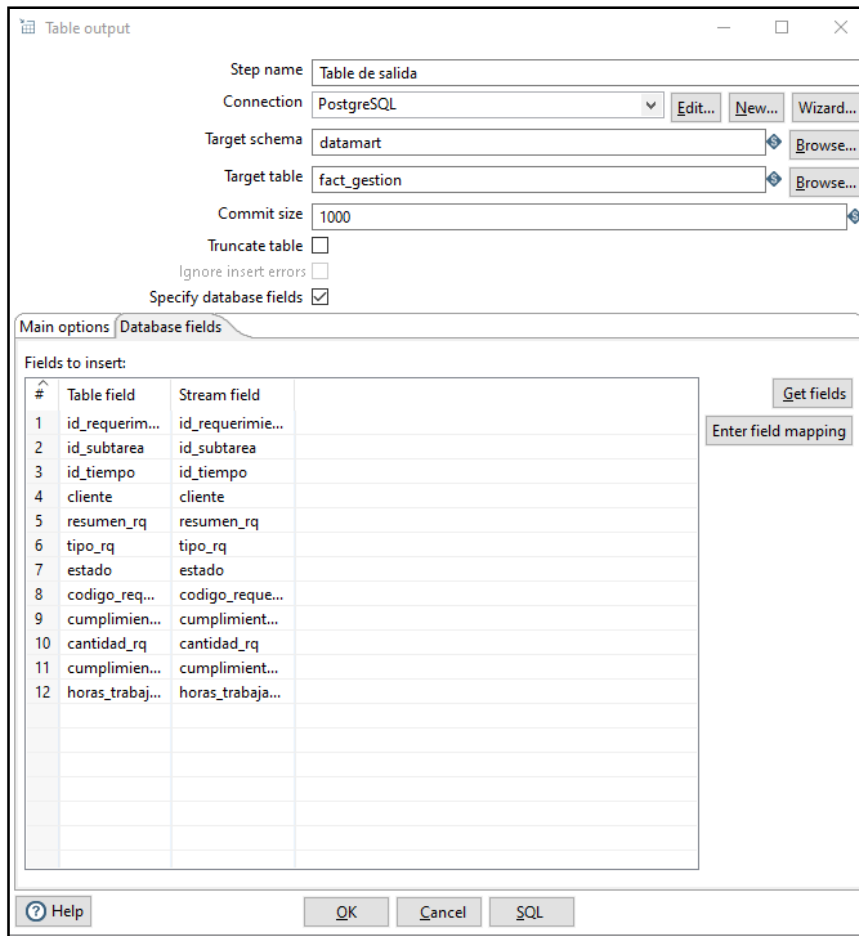 Table output
Step name Table de salida
Connection PostgreSQL Edit... New... Wizard...
Target schema datamart Browse...
Target table fact_gestion Browse...
Commit size 1000
Truncate table
Ignore insert errors
Specify database fields
Main options Database fields
Fields to insert:
# Table field Stream field
Get fields
Enter field mapping
1 id_requerim... id_requerimie...
2 id_subtarea id_subtarea
3 id_tiempo id_tiempo
4 cliente cliente
5 resumen_rq resumen_rq
6 tipo_rq tipo_rq
7 estado estado
8 codigo_req... codigo_reque...
9 cumplimien... cumplimient...
10 cantidad_rq cantidad_rq
11 cumplimien... cumplimient...
12 horas_trabaj... horas_trabaja...
? Help OK Cancel SQL